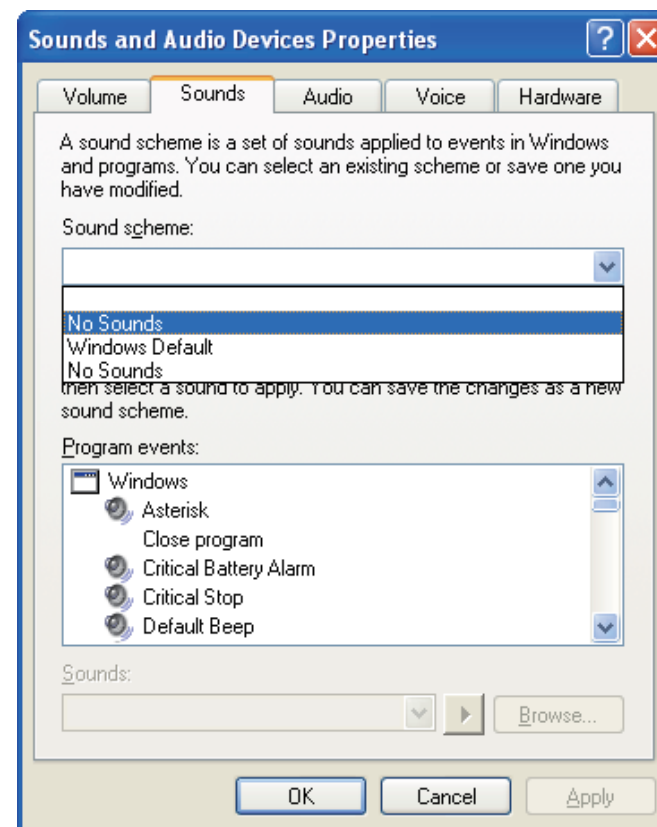 Sounds and Audio Devices Properties
Volume Sounds Audio Voice Hardware
A sound scheme is a set of sounds applied to events in Windows
and programs. You can select an existing scheme or save one you
have modified.
Sound scheme:
No Sounds
Windows Default
No Sounds
then select a sound to apply. You can save the changes as a new
sound scheme.
Program events:
Windows
Asterisk
Close program
Critical Battery Alarm
Critical Stop
Default Beep
Sounds:
Browse...
OK Cancel Apply